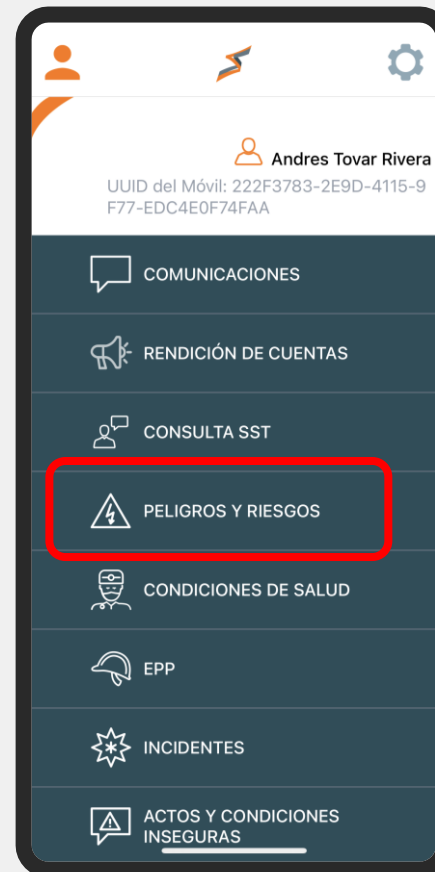 Andres Tovar Rivera
UUID del Móvil: 222F3783-2E9D-4115-9
F77-EDC4E0F74FAA
COMUNICACIONES
RENDICIÓN DE CUENTAS
CONSULTA SST
PELIGROS Y RIESGOS
CONDICIONES DE SALUD
EPP
INCIDENTES
ACTOS Y CONDICIONES
INSEGURAS